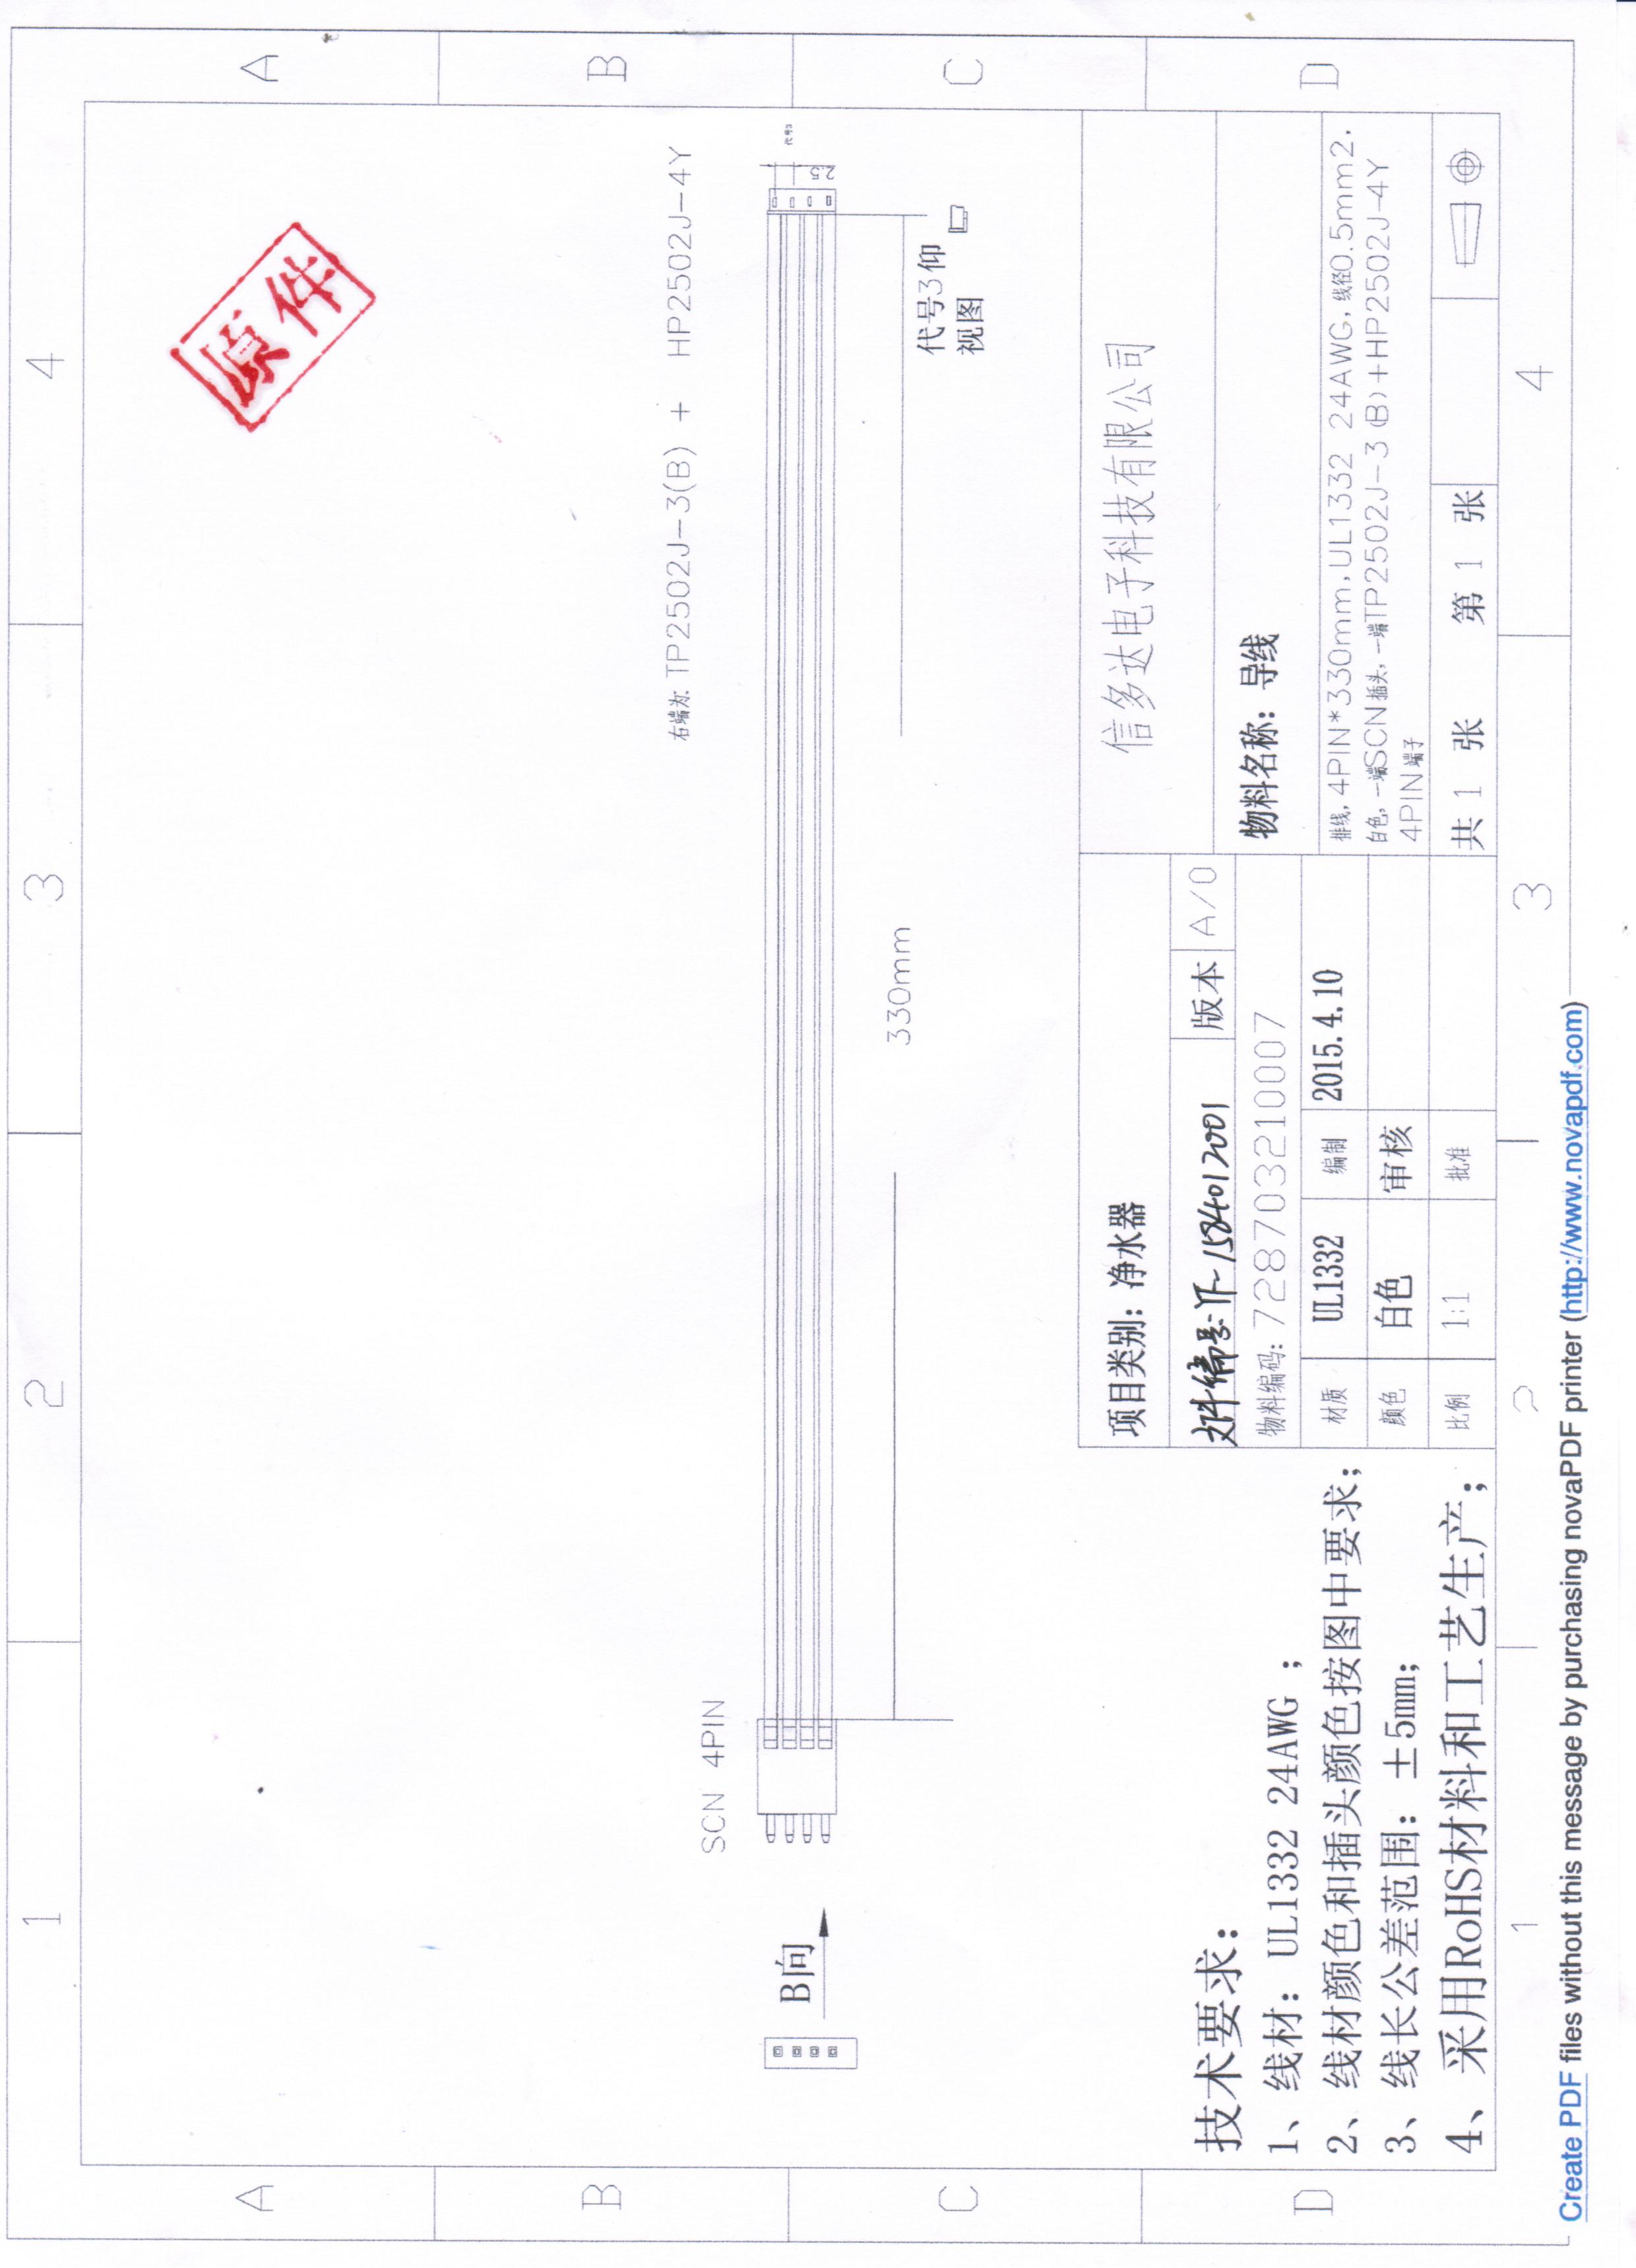 1 2 3 4
A
B
C
D
A
B
C
D
原件
右端为: TP2502J-3(B) + HP2502J-4Y
SCN 4PIN
B向
代号3
2.5
330mm
代号3仰
视图
技术要求:
1、线材: UL1332 24AWG ;
2、线材颜色和插头颜色按图中要求;
3、线长公差范围: ±5mm;
4、采用RoHS材料和工艺生产;
项目类别: 净水器
文件编号: YF-1584012001
版本 A/0
物料编码: 728703210007
材质 UL1332 编制 2015.4.10
颜色 白色 审核
比例 1:1 批准
信多达电子科技有限公司
物料名称: 导线
排线, 4PIN*330mm,UL1332 24AWG,线径0.5mm2,
白色, 一端SCN插头, 一端TP2502J-3(B)+HP2502J-4Y
4PIN端子
共 1 张 第 1 张
1 2 3 4
Create PDF files without this message by purchasing novaPDF printer (http://www.novapdf.com)